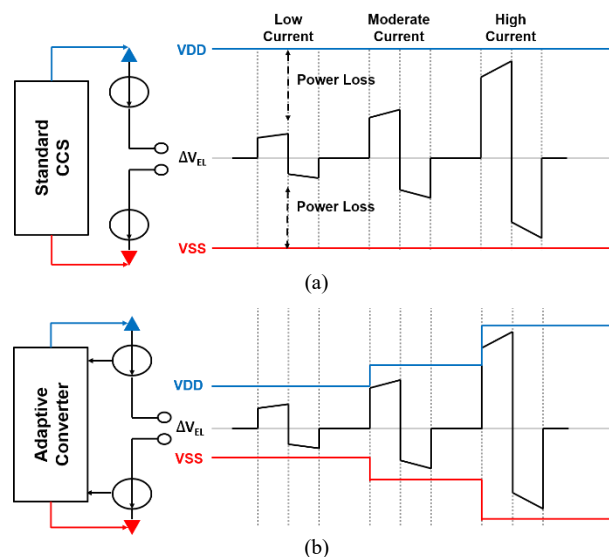 Low
Current
Moderate
Current
High
Current
VDD
Power Loss
Standard
CCS
ΔVEL
Power Loss
VSS
(a)
VDD
Adaptive
Converter
ΔVEL
VSS
(b)